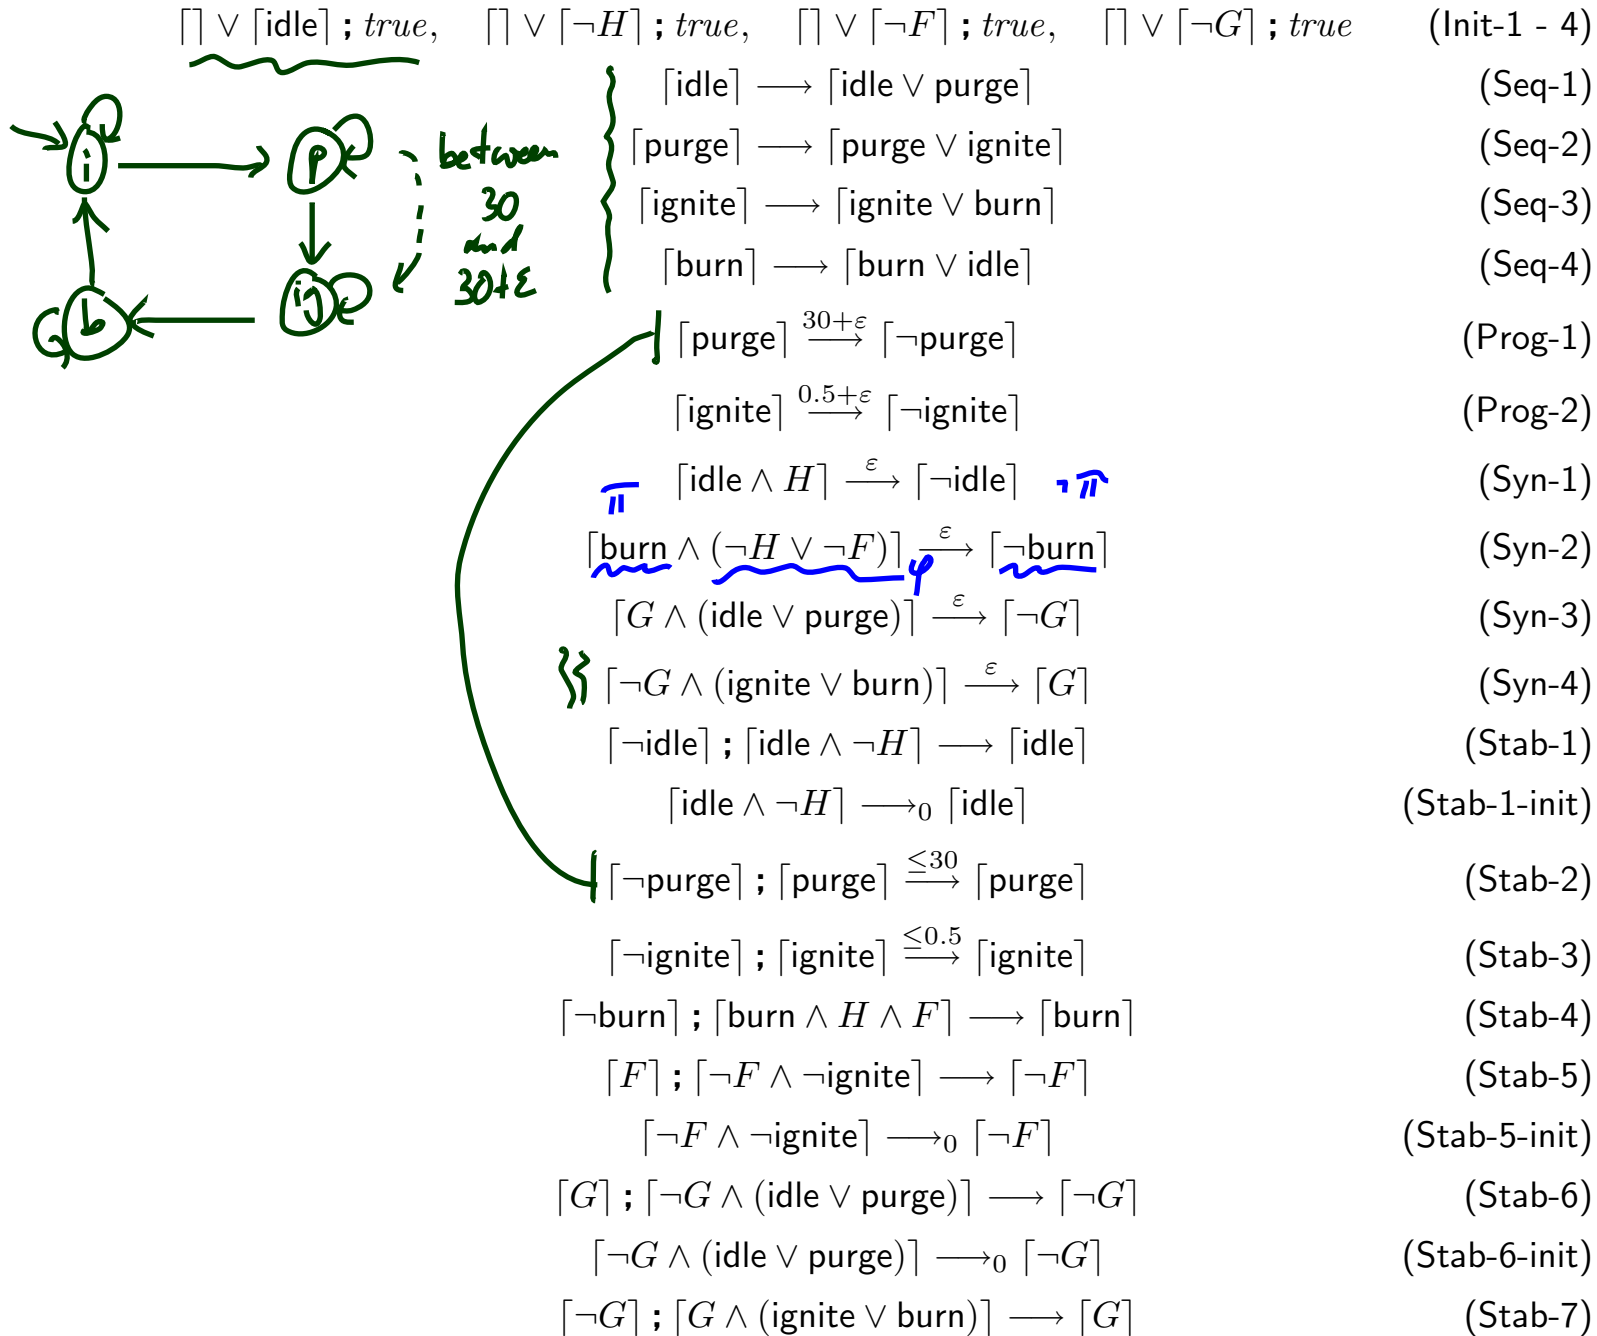 ⌈⌉ ∨ ⌈idle⌉ ; true, ⌈⌉ ∨ ⌈¬H⌉ ; true, ⌈⌉ ∨ ⌈¬F⌉ ; true, ⌈⌉ ∨ ⌈¬G⌉ ; true (Init-1 - 4)
⌈idle⌉ ⟶ ⌈idle ∨ purge⌉ (Seq-1)
i p between ⌈purge⌉ ⟶ ⌈purge ∨ ignite⌉ (Seq-2)
30 ⌈ignite⌉ ⟶ ⌈ignite ∨ burn⌉ (Seq-3)
and
⌈burn⌉ ⟶ ⌈burn ∨ idle⌉ (Seq-4)
b ig 30+ε
⌈purge⌉ 30+ε⟶ ⌈¬purge⌉ (Prog-1)
⌈ignite⌉ 0.5+ε⟶ ⌈¬ignite⌉ (Prog-2)
π ⌈idle ∧ H⌉ ε⟶ ⌈¬idle⌉ ¬π (Syn-1)
⌈burn ∧ (¬H ∨ ¬F)⌉ φ ε⟶ ⌈¬burn⌉ (Syn-2)
⌈G ∧ (idle ∨ purge)⌉ ε⟶ ⌈¬G⌉ (Syn-3)
⌈¬G ∧ (ignite ∨ burn)⌉ ε⟶ ⌈G⌉ (Syn-4)
⌈¬idle⌉ ; ⌈idle ∧ ¬H⌉ ⟶ ⌈idle⌉ (Stab-1)
⌈idle ∧ ¬H⌉ ⟶₀ ⌈idle⌉ (Stab-1-init)
⌈¬purge⌉ ; ⌈purge⌉ ≤30⟶ ⌈purge⌉ (Stab-2)
⌈¬ignite⌉ ; ⌈ignite⌉ ≤0.5⟶ ⌈ignite⌉ (Stab-3)
⌈¬burn⌉ ; ⌈burn ∧ H ∧ F⌉ ⟶ ⌈burn⌉ (Stab-4)
⌈F⌉ ; ⌈¬F ∧ ¬ignite⌉ ⟶ ⌈¬F⌉ (Stab-5)
⌈¬F ∧ ¬ignite⌉ ⟶₀ ⌈¬F⌉ (Stab-5-init)
⌈G⌉ ; ⌈¬G ∧ (idle ∨ purge)⌉ ⟶ ⌈¬G⌉ (Stab-6)
⌈¬G ∧ (idle ∨ purge)⌉ ⟶₀ ⌈¬G⌉ (Stab-6-init)
⌈¬G⌉ ; ⌈G ∧ (ignite ∨ burn)⌉ ⟶ ⌈G⌉ (Stab-7)